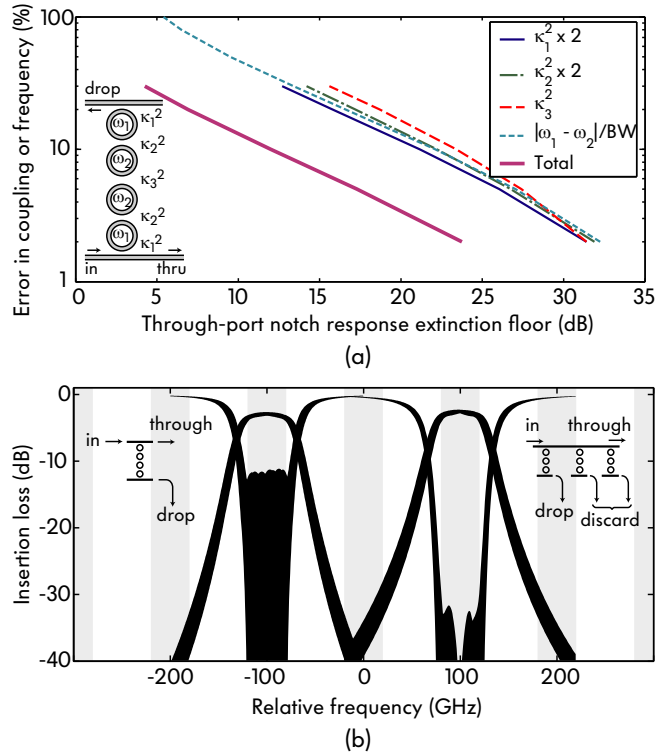 Error in coupling or frequency (%)
100
10
1
drop
ω₁ κ₁²
κ₂²
ω₂
κ₃²
ω₂
κ₂²
ω₁
κ₁²
in thru
κ₁² x 2
κ₂² x 2
κ₃²
|ω₁ - ω₂|/BW
Total
0 5 10 15 20 25 30 35
Through-port notch response extinction floor (dB)
(a)
Insertion loss (dB)
0
-10
-20
-30
-40
in through
drop
in through
drop discard
-200 -100 0 100 200
Relative frequency (GHz)
(b)